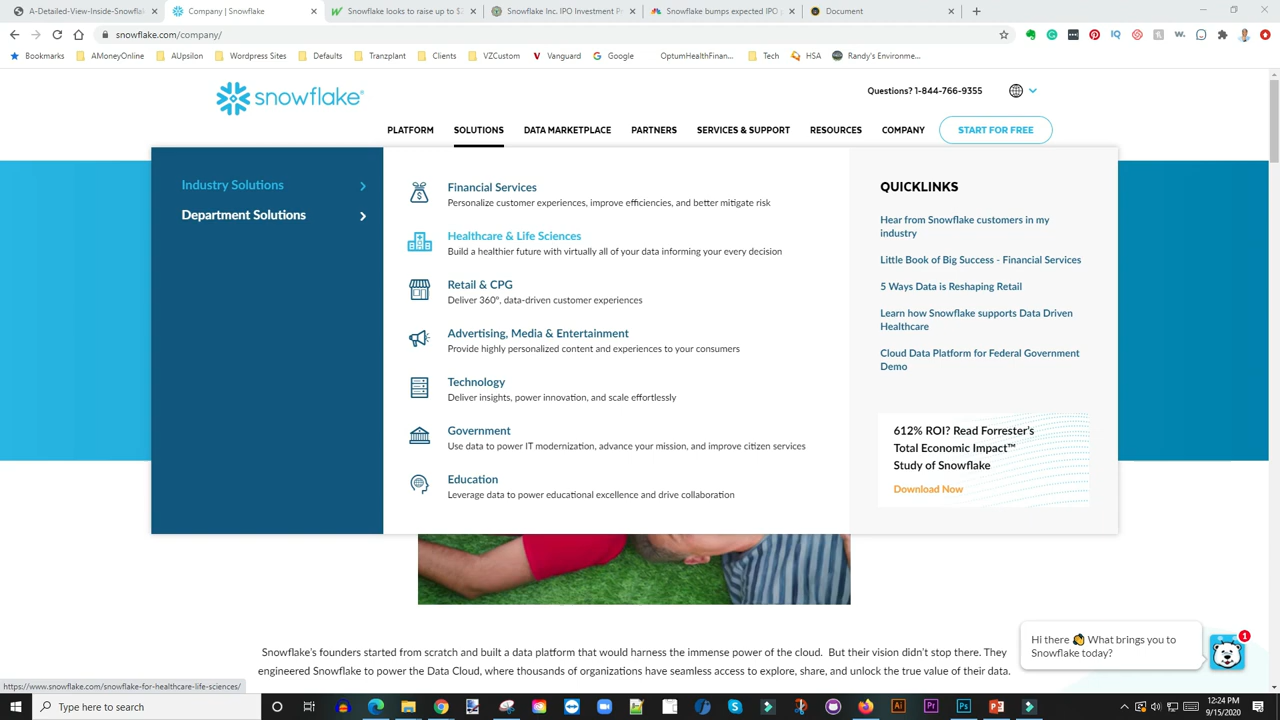 A-Detailed-View-Inside-Snowflak
Company | Snowflake
Snowflake looks to raise up to $2
Snowflake Inc. IPO Investment Pr
Snowflake bumps expected IPO p
Document
snowflake.com/company/
Bookmarks
AMoneyOnline
AUpsilon
Wordpress Sites
Defaults
Tranzplant
Clients
VZCustom
Vanguard
Google
OptumHealthFinan...
Tech
HSA
Randy's Environme...
snowflake®
Questions? 1-844-766-9355
PLATFORM
SOLUTIONS
DATA MARKETPLACE
PARTNERS
SERVICES & SUPPORT
RESOURCES
COMPANY
START FOR FREE
Industry Solutions
Department Solutions
Financial Services
Personalize customer experiences, improve efficiencies, and better mitigate risk
Healthcare & Life Sciences
Build a healthier future with virtually all of your data informing your every decision
Retail & CPG
Deliver 360º, data-driven customer experiences
Advertising, Media & Entertainment
Provide highly personalized content and experiences to your consumers
Technology
Deliver insights, power innovation, and scale effortlessly
Government
Use data to power IT modernization, advance your mission, and improve citizen services
Education
Leverage data to power educational excellence and drive collaboration
QUICKLINKS
Hear from Snowflake customers in my
industry
Little Book of Big Success - Financial Services
5 Ways Data is Reshaping Retail
Learn how Snowflake supports Data Driven
Healthcare
Cloud Data Platform for Federal Government
Demo
612% ROI? Read Forrester's
Total Economic Impact™
Study of Snowflake
Download Now
Snowflake's founders started from scratch and built a data platform that would harness the immense power of the cloud. But their vision didn't stop there. They
engineered Snowflake to power the Data Cloud, where thousands of organizations have seamless access to explore, share, and unlock the true value of their data.
Hi there 👋 What brings you to
Snowflake today?
1
https://www.snowflake.com/snowflake-for-healthcare-life-sciences/
Type here to search
12:24 PM
9/15/2020